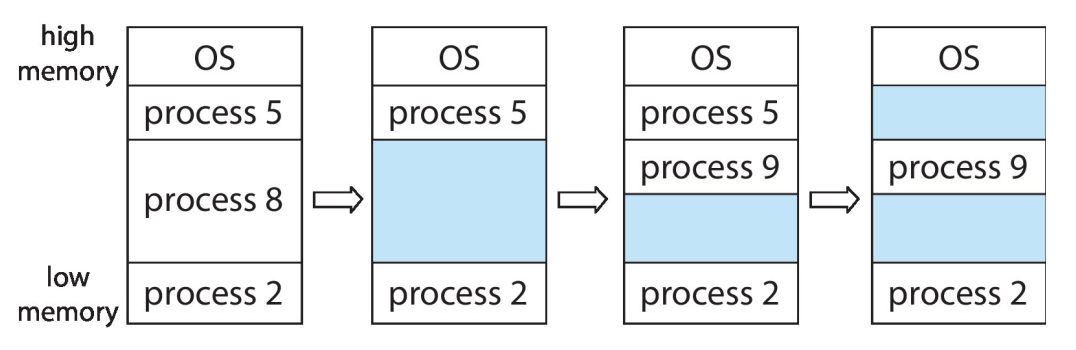 high
memory
low
memory
OS
process 5
process 8
process 2
OS
process 5
process 2
OS
process 5
process 9
process 2
OS
process 9
process 2